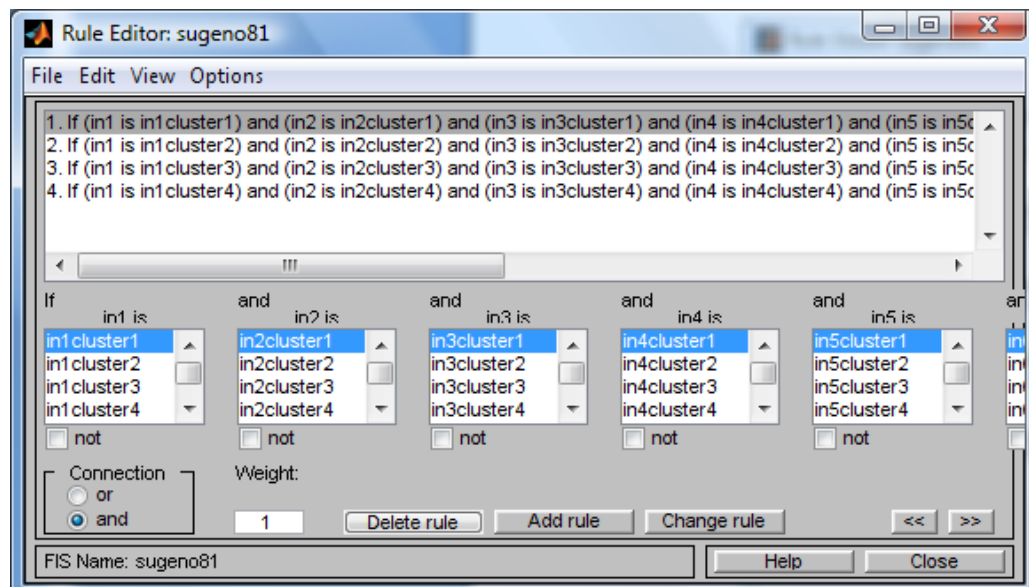 Rule Editor: sugeno81
File Edit View Options
1. If (in1 is in1cluster1) and (in2 is in2cluster1) and (in3 is in3cluster1) and (in4 is in4cluster1) and (in5 is in5c
2. If (in1 is in1cluster2) and (in2 is in2cluster2) and (in3 is in3cluster2) and (in4 is in4cluster2) and (in5 is in5c
3. If (in1 is in1cluster3) and (in2 is in2cluster3) and (in3 is in3cluster3) and (in4 is in4cluster3) and (in5 is in5c
4. If (in1 is in1cluster4) and (in2 is in2cluster4) and (in3 is in3cluster4) and (in4 is in4cluster4) and (in5 is in5c
If and and and and
in1 is in2 is in3 is in4 is in5 is
in1cluster1 in2cluster1 in3cluster1 in4cluster1 in5cluster1
in1cluster2 in2cluster2 in3cluster2 in4cluster2 in5cluster2
in1cluster3 in2cluster3 in3cluster3 in4cluster3 in5cluster3
in1cluster4 in2cluster4 in3cluster4 in4cluster4 in5cluster4
not not not not not
Connection Weight:
or
and 1 Delete rule Add rule Change rule << >>
FIS Name: sugeno81 Help Close